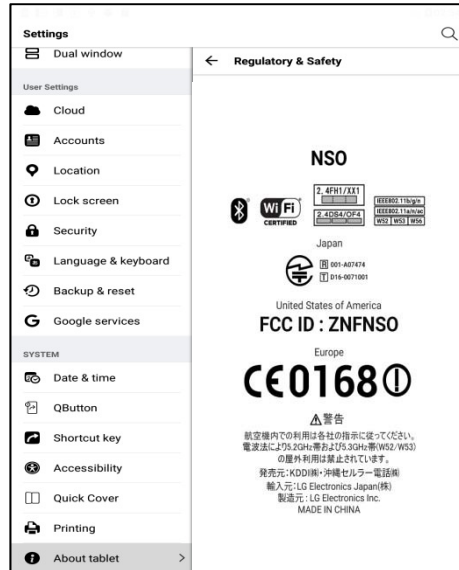 Settings
Dual window
User Settings
Cloud
Accounts
Location
Lock screen
Security
Language & keyboard
Backup & reset
Google services
SYSTEM
Date & time
QButton
Shortcut key
Accessibility
Quick Cover
Printing
About tablet
Regulatory & Safety
NSO
2.4FH1/XX1
2.4DS4/OF4
Wi Fi
CERTIFIED
IEEE802.11b/g/n
IEEE802.11a/n/ac
W52 W53 W56
Japan
R 001-A07474
T D16-0071001
United States of America
FCC ID : ZNFNSO
Europe
CE0168
警告
航空機内での利用は各社の指示に従ってください。
電波法により5.2GHz帯および5.3GHz帯(W52/W53)
の屋外利用は禁止されています。
発売元:KDDI㈱・沖縄セルラー電話㈱
輸入元:LG Electronics Japan(株)
製造元 : LG Electronics Inc.
MADE IN CHINA